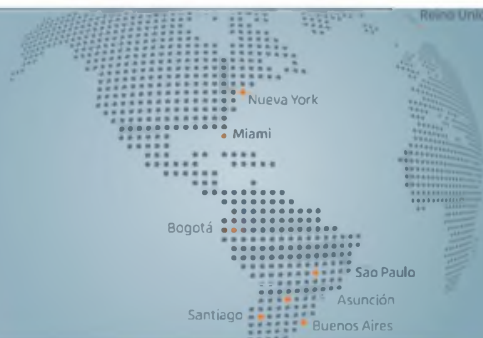 Reino Unido
Nueva York
Miami
Bogotá
Sao Paulo
Asunción
Santiago
Buenos Aires